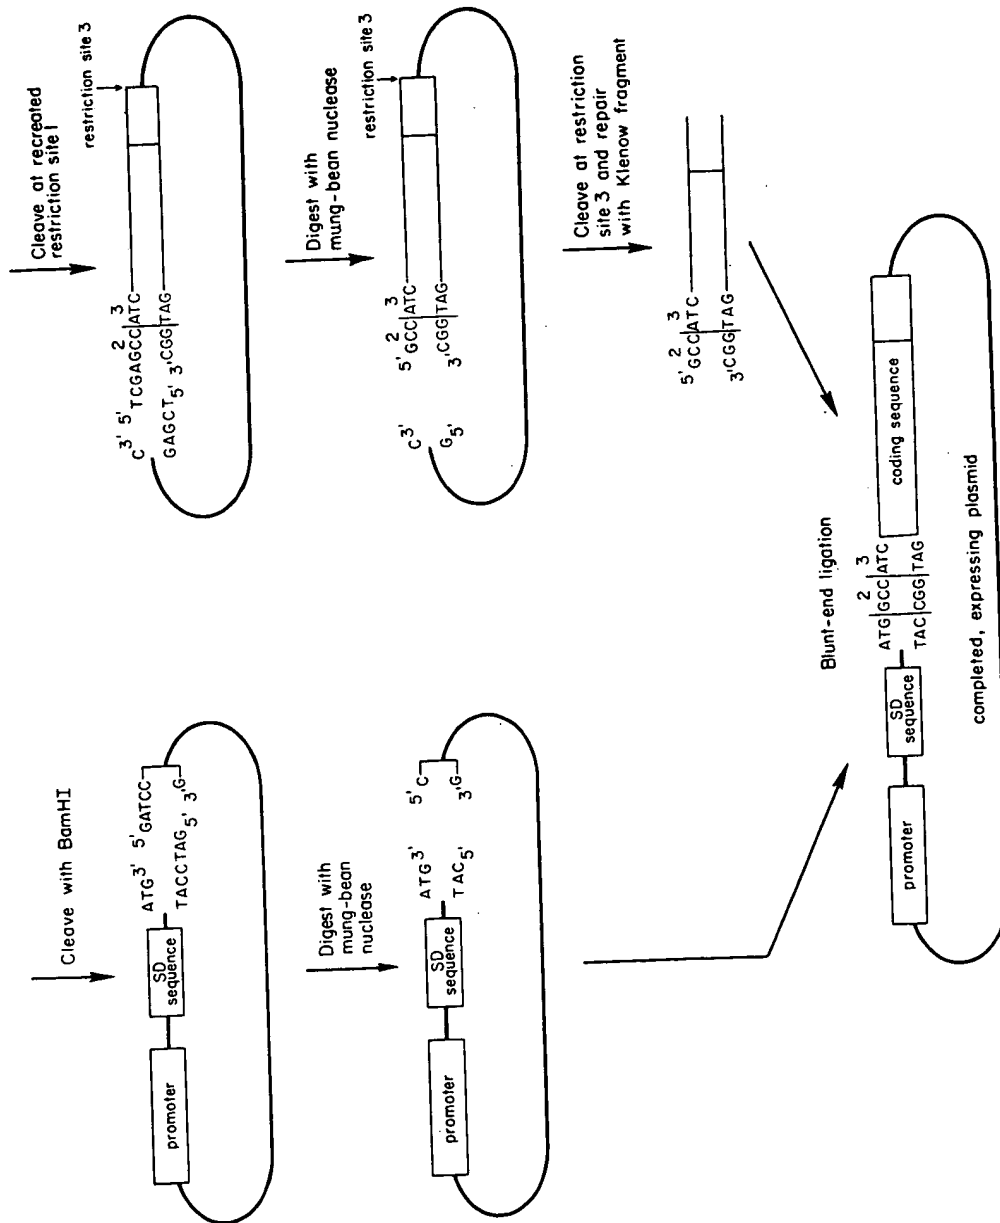 Cleave with BamHI
ATG3' 5'GATCC
promoter
SD
sequence
TACCTAG5' 3'G
Digest with
mung-bean
nuclease
ATG3' 5'C
promoter
SD
sequence
TAC5' 3'G
Cleave at recreated
restriction site 1
restriction site 3
2 3
C3' 5'TCGAGCC ATC
GAGCT5' 3'CGG TAG
Digest with
mung-bean nuclease
restriction site 3
2 3
C3' 5'GCC ATC
G5' 3'CGG TAG
Cleave at restriction
site 3 and repair
with Klenow fragment
2 3
5'GCC ATC
3'CGG TAG
Blunt-end ligation
2 3
ATG GCC ATC
promoter
SD
sequence
coding sequence
TAC CGG TAG
completed, expressing plasmid